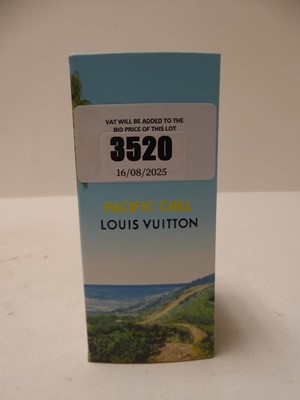 VAT WILL BE ADDED TO THE
BID PRICE OF THIS LOT
3520
16/08/2025
PACIFIC CHILL
LOUIS VUITTON